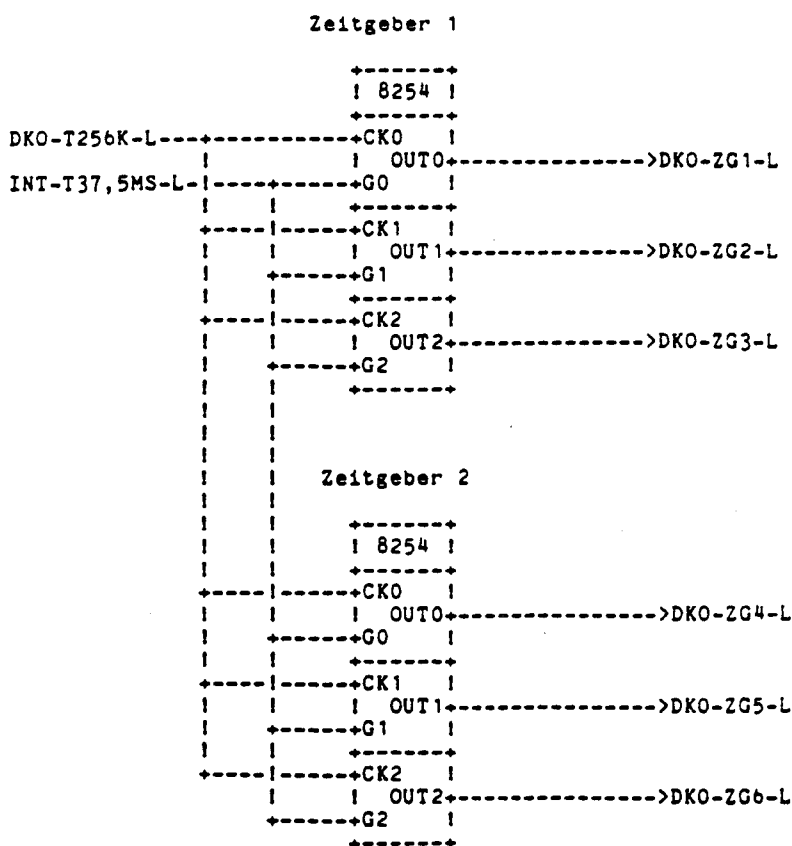 Zeitgeber 1
8254
DKO-T256K-L CK0
OUT0 DKO-ZG1-L
INT-T37,5MS-L G0
CK1
OUT1 DKO-ZG2-L
G1
CK2
OUT2 DKO-ZG3-L
G2
Zeitgeber 2
8254
CK0
OUT0 DKO-ZG4-L
G0
CK1
OUT1 DKO-ZG5-L
G1
CK2
OUT2 DKO-ZG6-L
G2